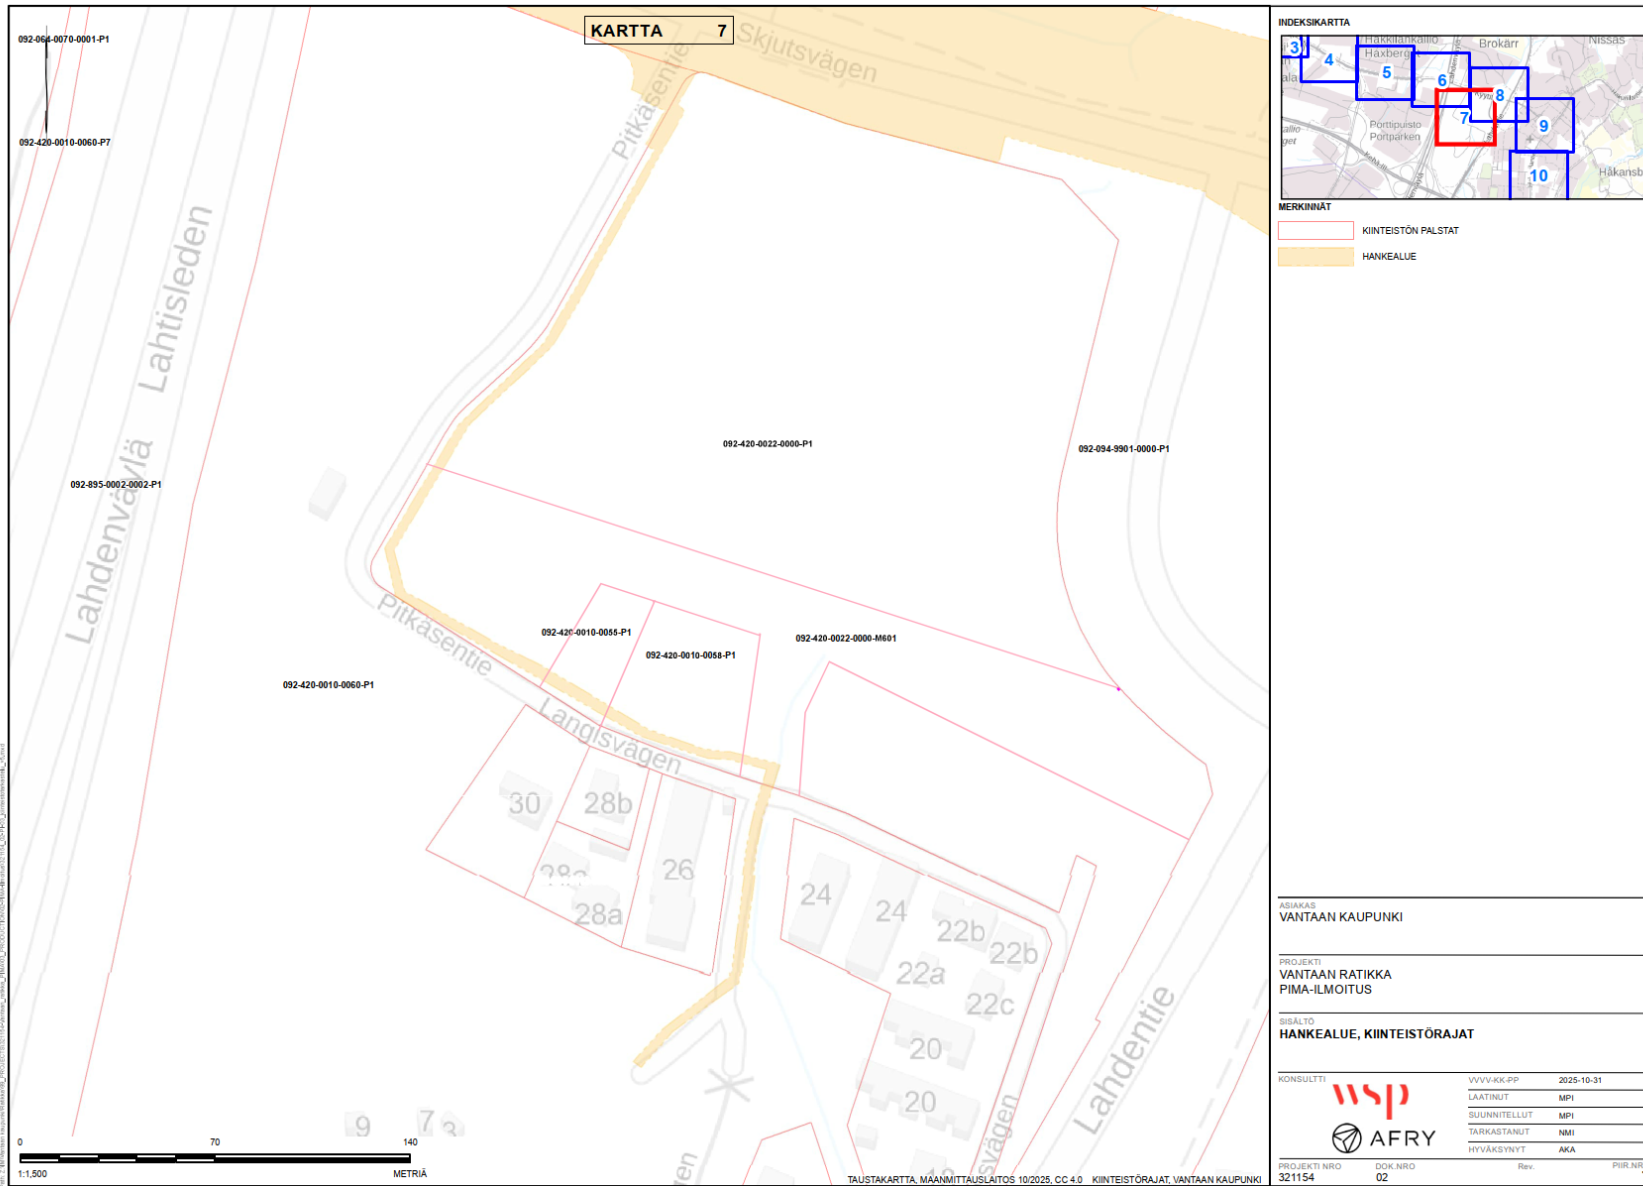 KARTTA 7
092-064-0070-0001-P1
092-420-0010-0060-P7
Skjutsvägen
Pitkäsentie
Lahtisleden
Lahdenväylä
092-420-0022-0000-P1
092-094-9901-0000-P1
092-895-0002-0002-P1
Pitkäsentie
092-420-0010-0055-P1
092-420-0010-0058-P1
092-420-0022-0000-M601
092-420-0010-0060-P1
Långisvägen
30
28b
28a
26
24
24
22b
22b
22a
22c
20
20
Lahdentie
9
7
0 70 140
1:1,500
METRIÄ
TAUSTAKARTTA, MAANMITTAUSLAITOS 10/2025, CC 4.0 KIINTEISTÖRAJAT, VANTAAN KAUPUNKI
INDEKSIKARTTA
3
4
5
6
7
8
9
10
Hakkilankallio
Haxberget
Brokärr
Nissas
Porttipuisto
Portparken
MERKINNÄT
KIINTEISTÖN PALSTAT
HANKEALUE
ASIAKAS
VANTAAN KAUPUNKI
PROJEKTI
VANTAAN RATIKKA
PIMA-ILMOITUS
SISÄLTÖ
HANKEALUE, KIINTEISTÖRAJAT
KONSULTTI
wsp
AFRY
VVVV-KK-PP 2025-10-31
LAATINUT MPI
SUUNNITELLUT MPI
TARKASTANUT NMI
HYVÄKSYNYT AKA
PROJEKTI NRO DOK.NRO Rev. PIIR.NR
321154 02